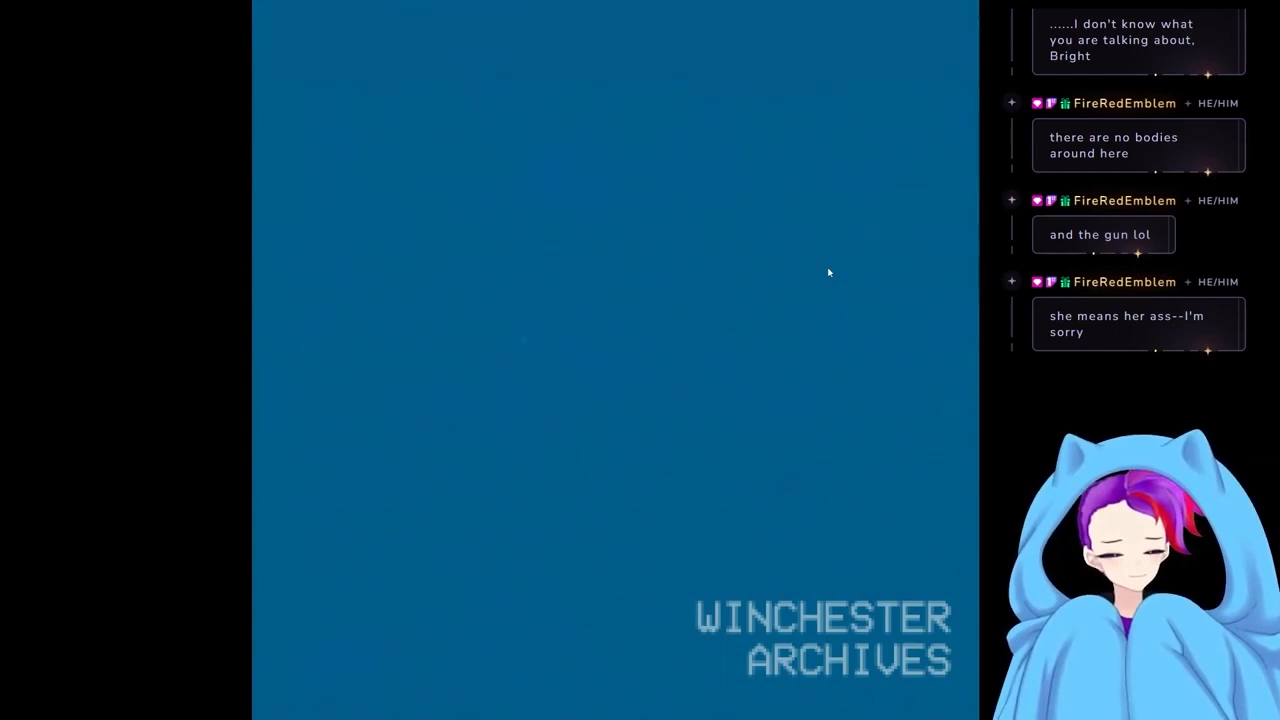 ......I don't know what
you are talking about,
Bright
FireRedEmblem HE/HIM
there are no bodies
around here
FireRedEmblem HE/HIM
and the gun lol
FireRedEmblem HE/HIM
she means her ass--I'm
sorry
WINCHESTER
ARCHIVES